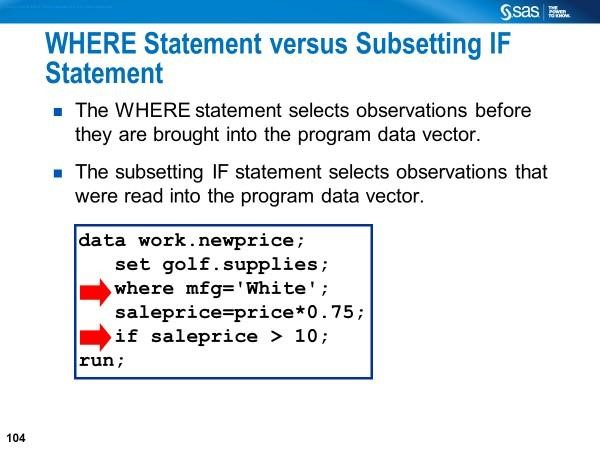 sas THE POWER TO KNOW.
WHERE Statement versus Subsetting IF
Statement
The WHERE statement selects observations before
they are brought into the program data vector.
The subsetting IF statement selects observations that
were read into the program data vector.
data work.newprice;
set golf.supplies;
where mfg='White';
saleprice=price*0.75;
if saleprice > 10;
run;
104